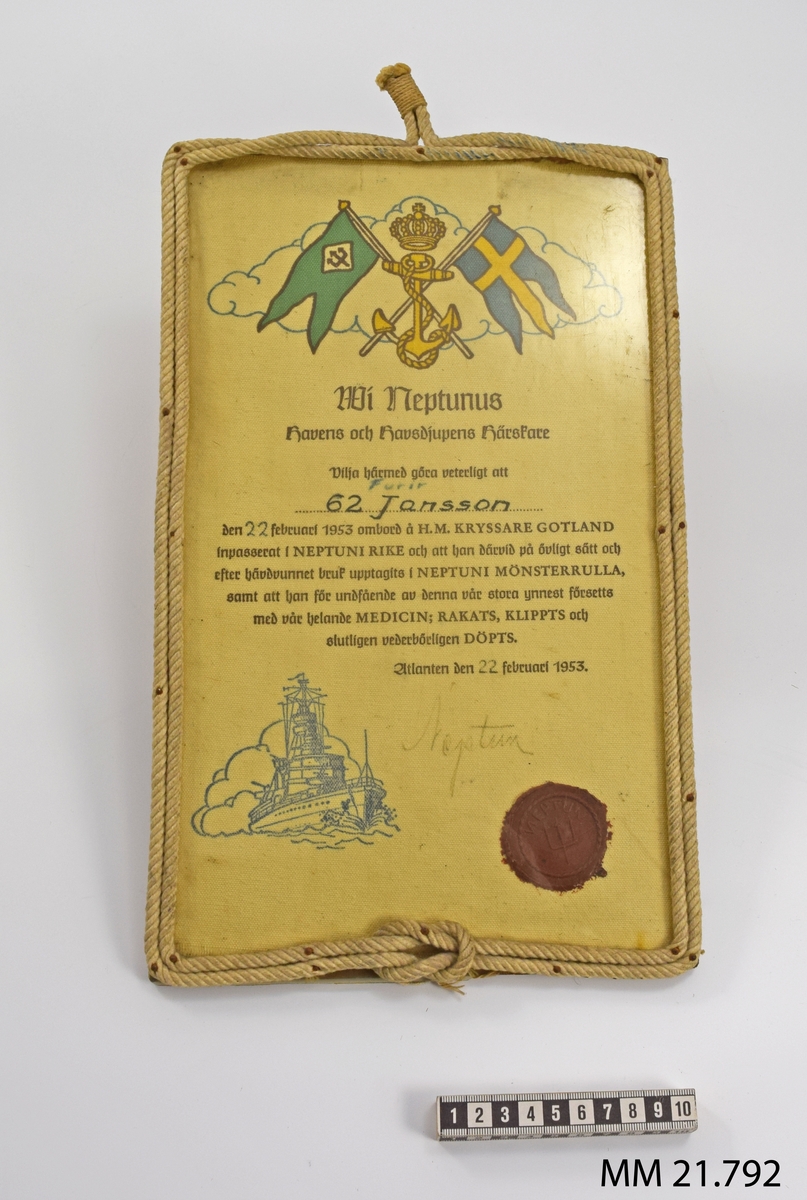 Wi Neptunus
Havens och Havsdjupens Härskare
Vilja härmed göra veterligt att
Furir
62 Jansson
den 22 februari 1953 ombord å H.M. KRYSSARE GOTLAND
inpasserat i NEPTUNI RIKE och att han därvid på övligt sätt och
efter hävdvunnet bruk upptagits i NEPTUNI MÖNSTERRULLA,
samt att han för undfående av denna vår stora ynnest försetts
med vår helande MEDICIN; RAKATS, KLIPPTS och
slutligen vederbörligen DÖPTS.
Atlanten den 22 februari 1953.
Neptun
1 2 3 4 5 6 7 8 9 10
MM 21.792